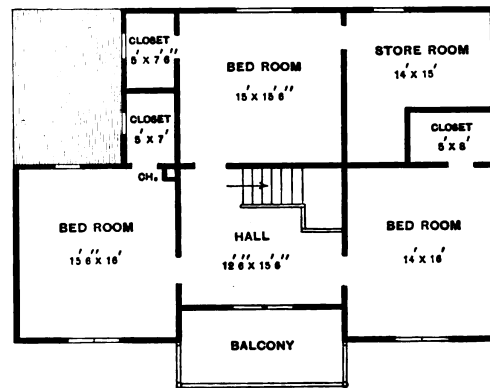 CLOSET
5' X 7' 6"
BED ROOM
15' X 15' 6"
STORE ROOM
14' X 15'
CLOSET
5' X 7'
CLOSET
5' X 8'
CH.
BED ROOM
15' 6" X 16'
HALL
12' 6" X 15' 6"
BED ROOM
14' X 16'
BALCONY